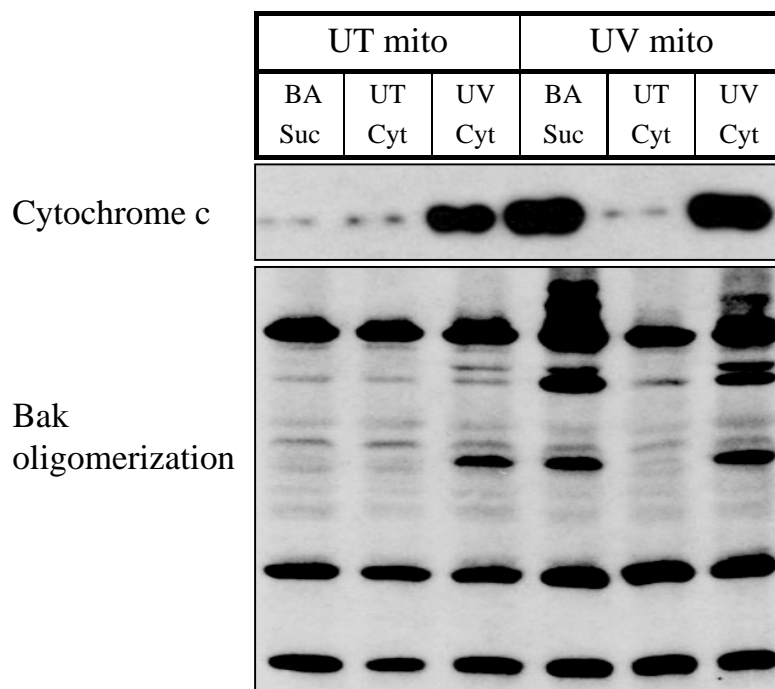 UT mito UV mito
BA UT UV BA UT UV
Suc Cyt Cyt Suc Cyt Cyt
Cytochrome c
Bak
oligomerization